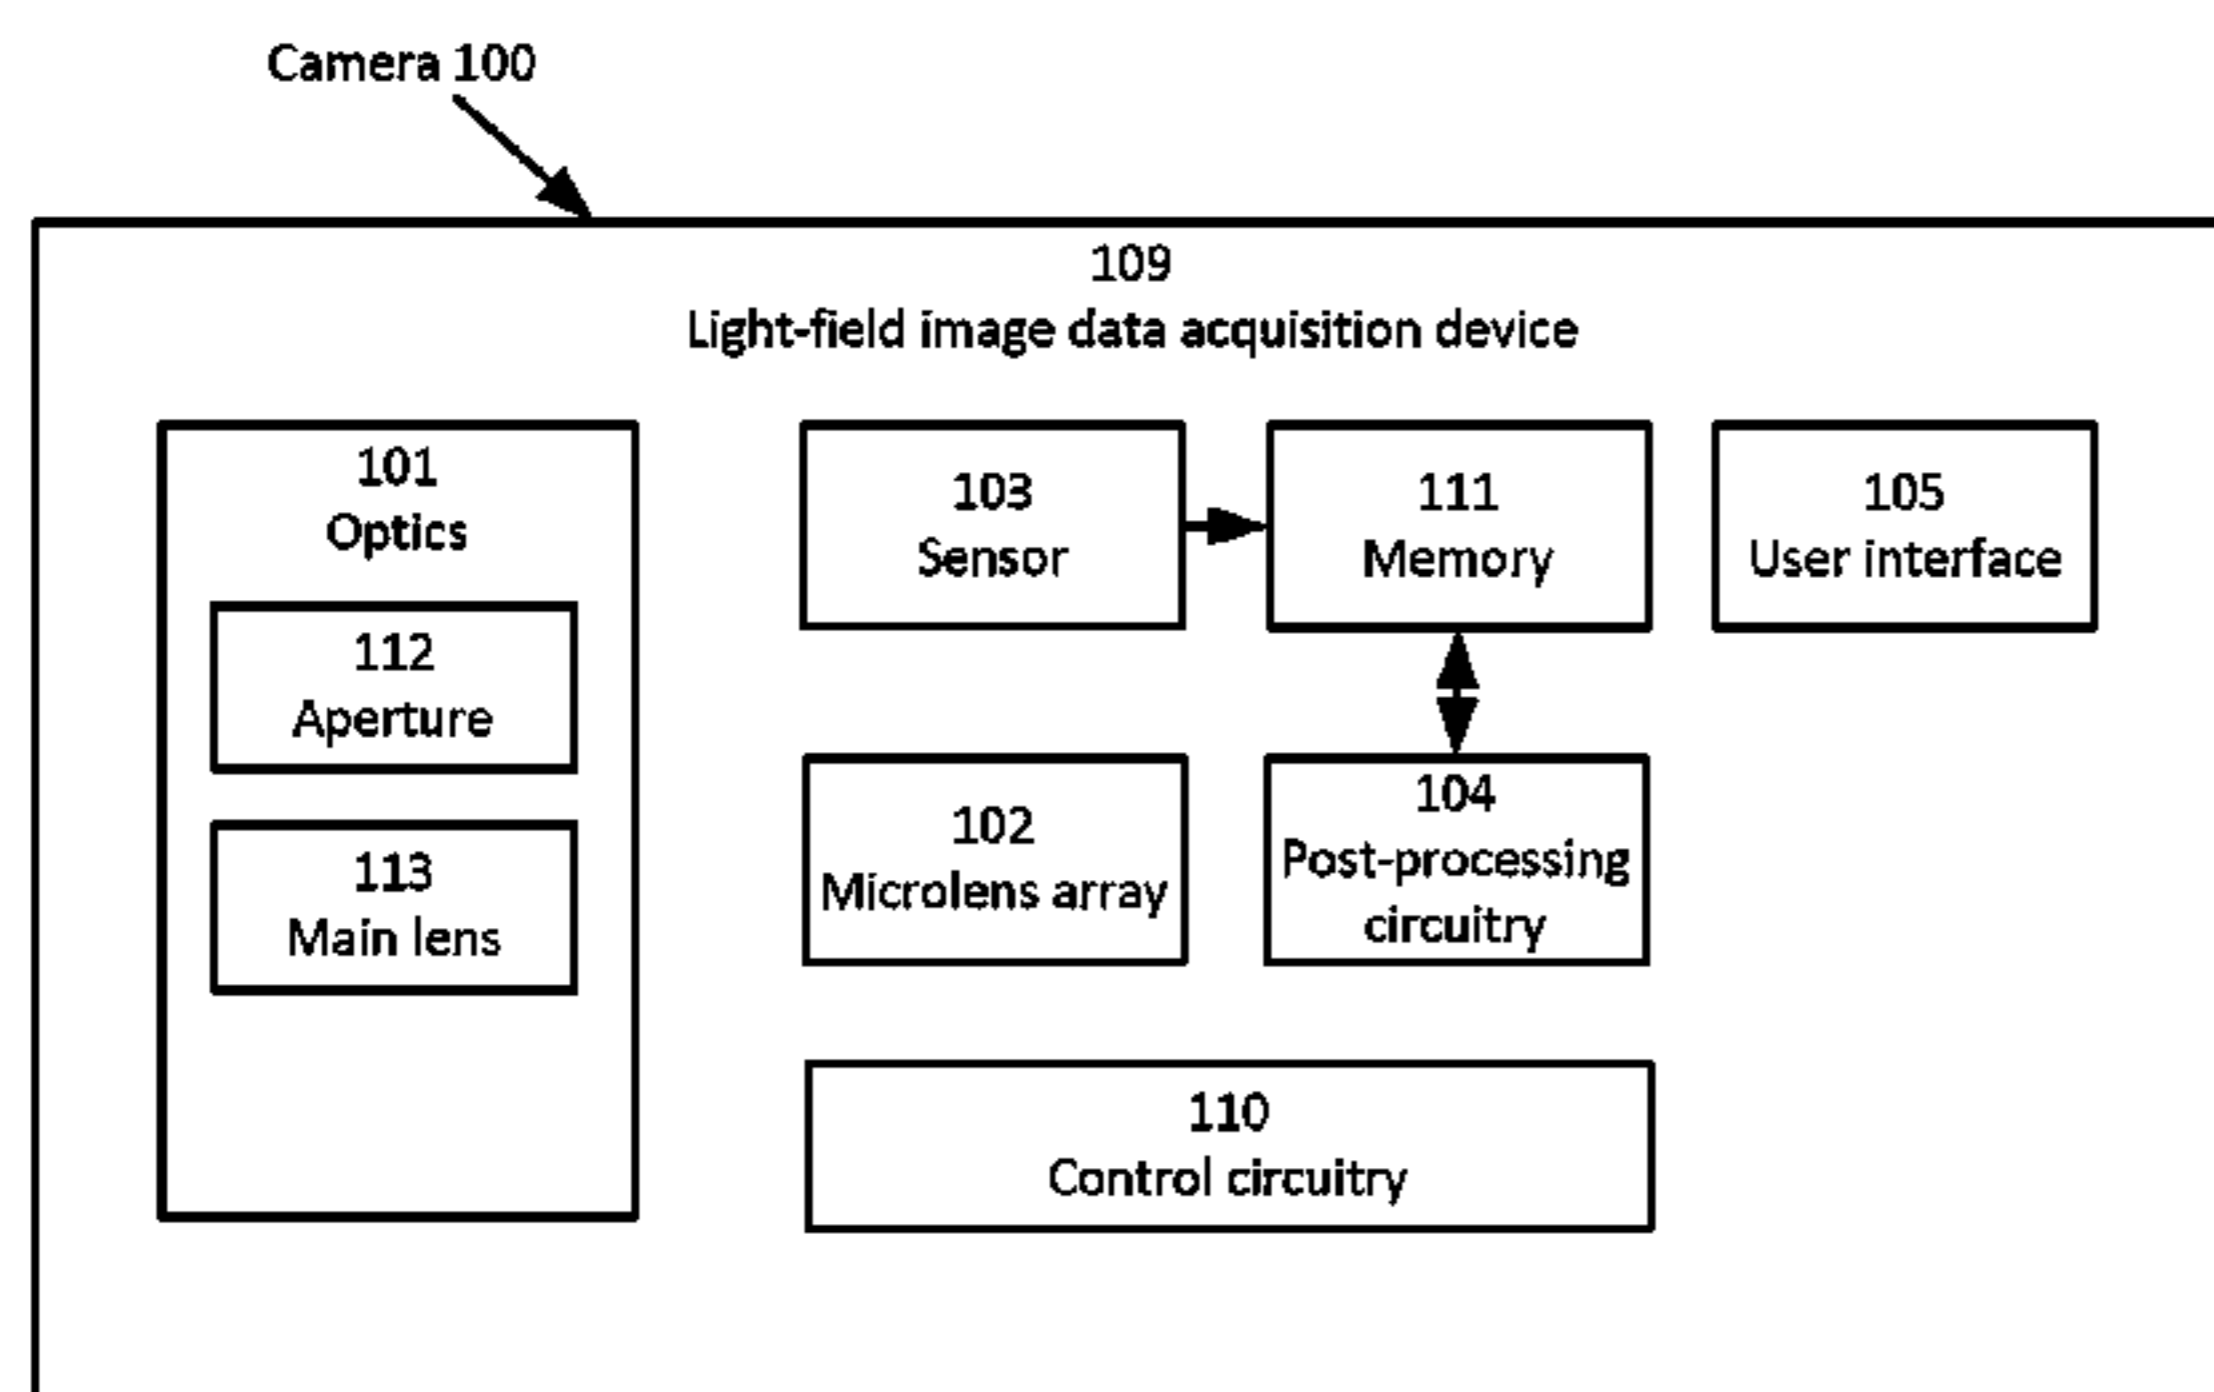 Camera 100
109
Light-field image data acquisition device
101
Optics
112
Aperture
113
Main lens
103
Sensor
111
Memory
105
User interface
102
Microlens array
104
Post-processing
circuitry
110
Control circuitry